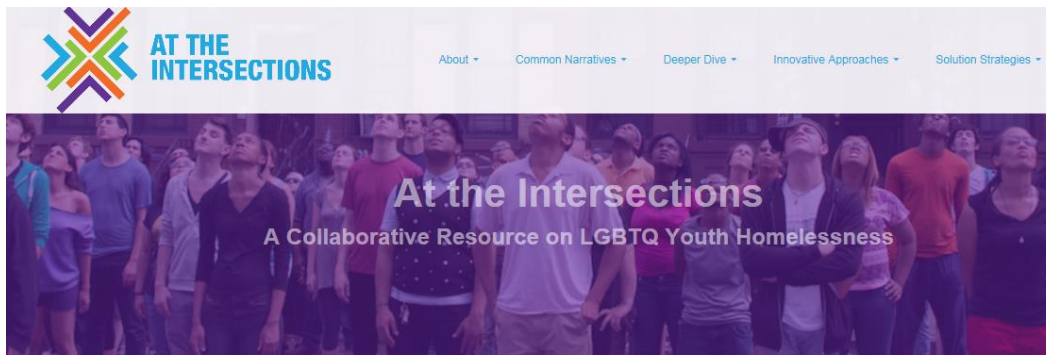 AT THE
INTERSECTIONS
About
Common Narratives
Deeper Dive
Innovative Approaches
Solution Strategies
At the Intersections
A Collaborative Resource on LGBTQ Youth Homelessness